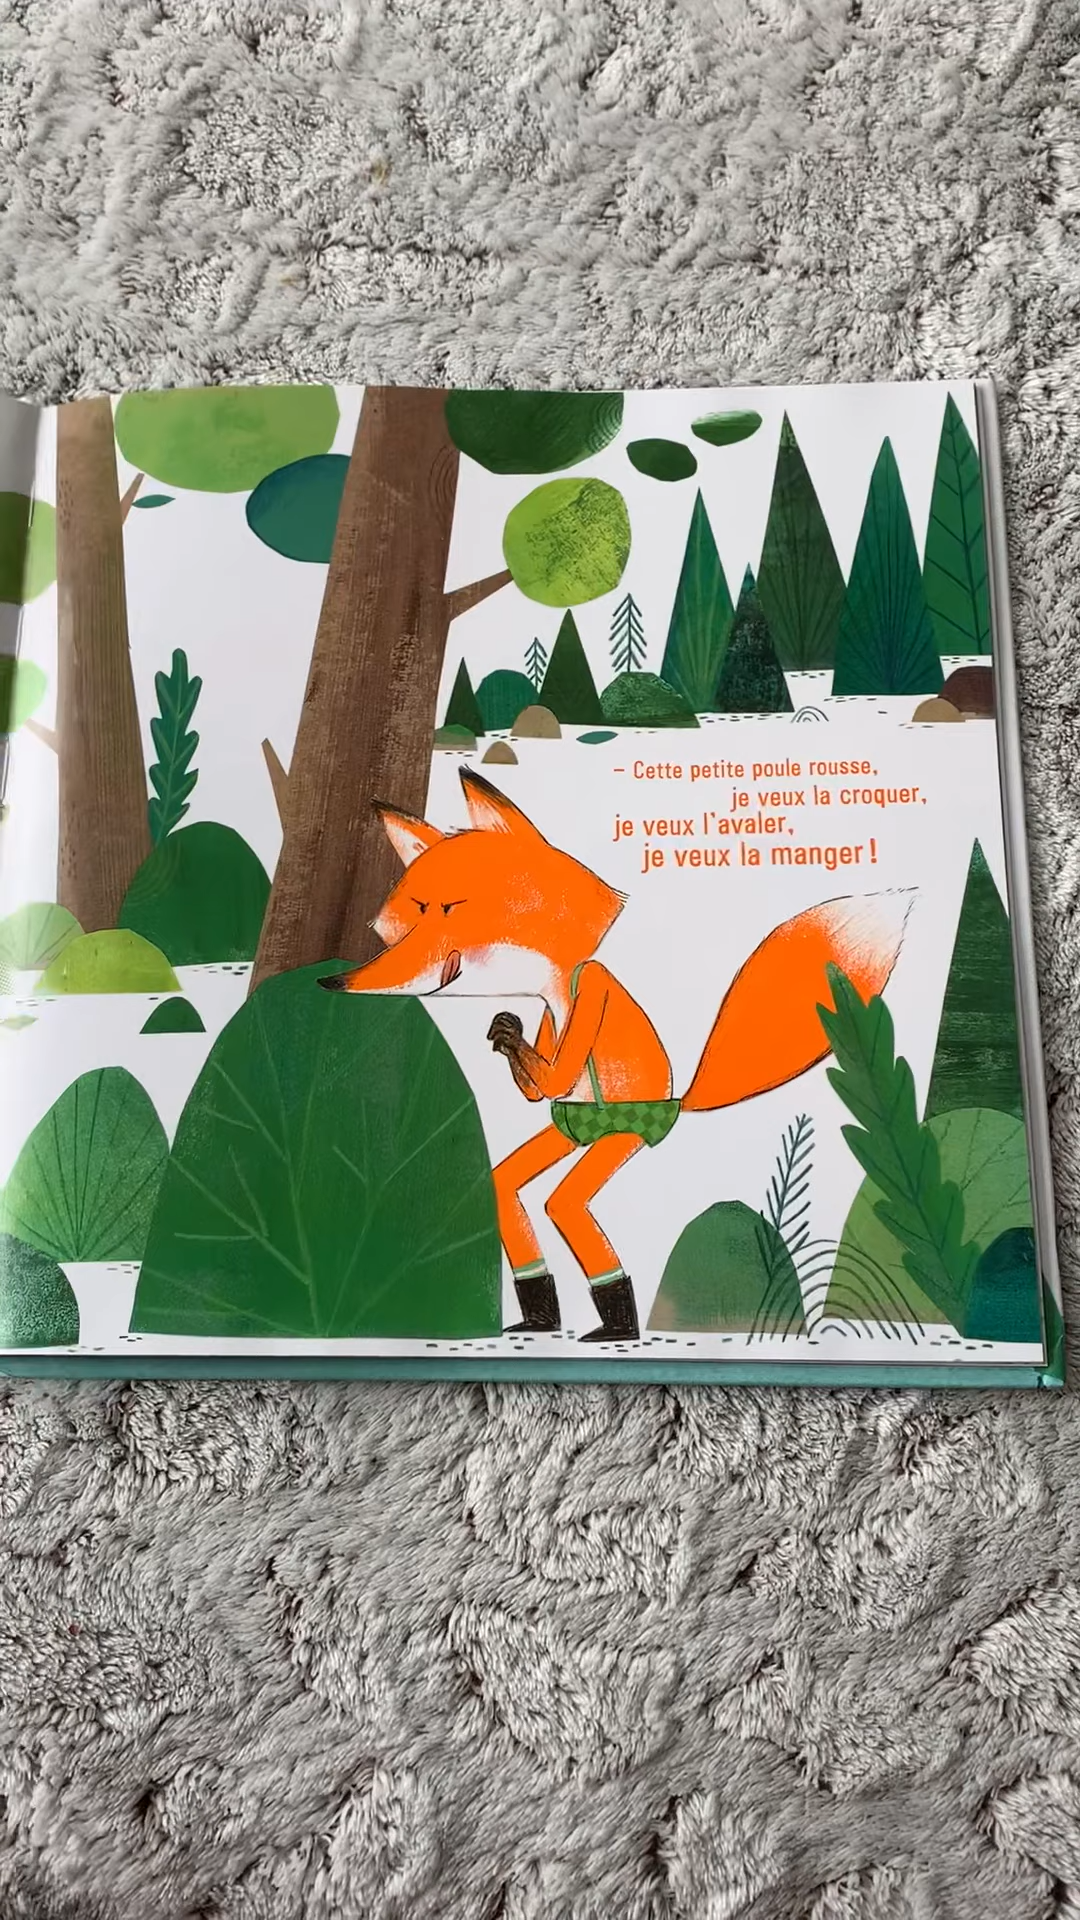 – Cette petite poule rousse,
je veux la croquer,
je veux l'avaler,
je veux la manger !